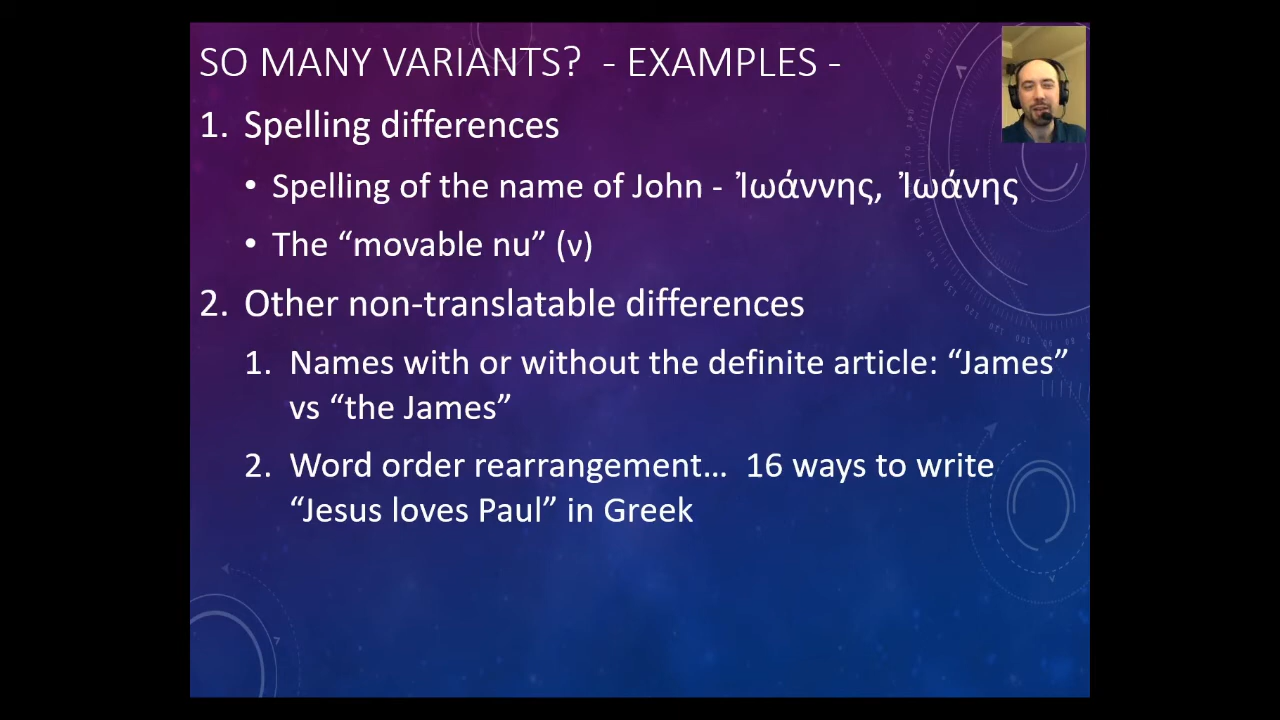 SO MANY VARIANTS?  - EXAMPLES -
1. Spelling differences
• Spelling of the name of John - Ἰωάννης, Ἰωάνης
• The “movable nu” (ν)
2. Other non-translatable differences
1. Names with or without the definite article: “James”
vs “the James”
2. Word order rearrangement…  16 ways to write
“Jesus loves Paul” in Greek